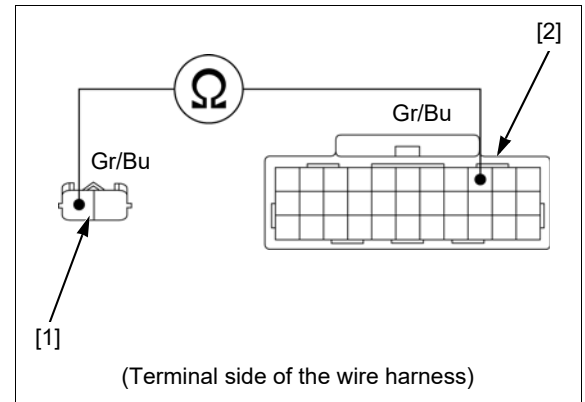 [2]
Ω
Gr/Bu
Gr/Bu
[1]
(Terminal side of the wire harness)